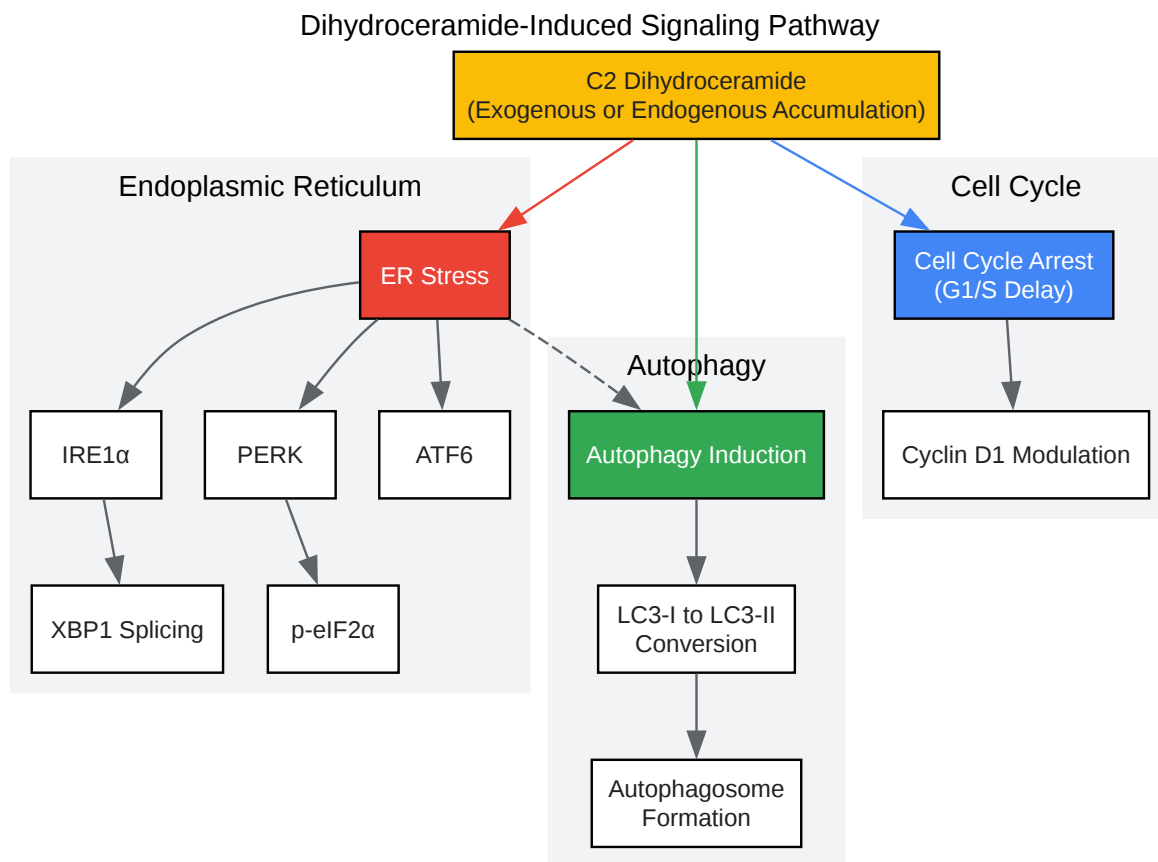 Dihydroceramide-Induced Signaling Pathway
C2 Dihydroceramide
(Exogenous or Endogenous Accumulation)
Endoplasmic Reticulum
Cell Cycle
ER Stress
Cell Cycle Arrest
(G1/S Delay)
Autophagy
IRE1α
PERK
ATF6
Autophagy Induction
Cyclin D1 Modulation
XBP1 Splicing
p-eIF2α
LC3-I to LC3-II
Conversion
Autophagosome
Formation